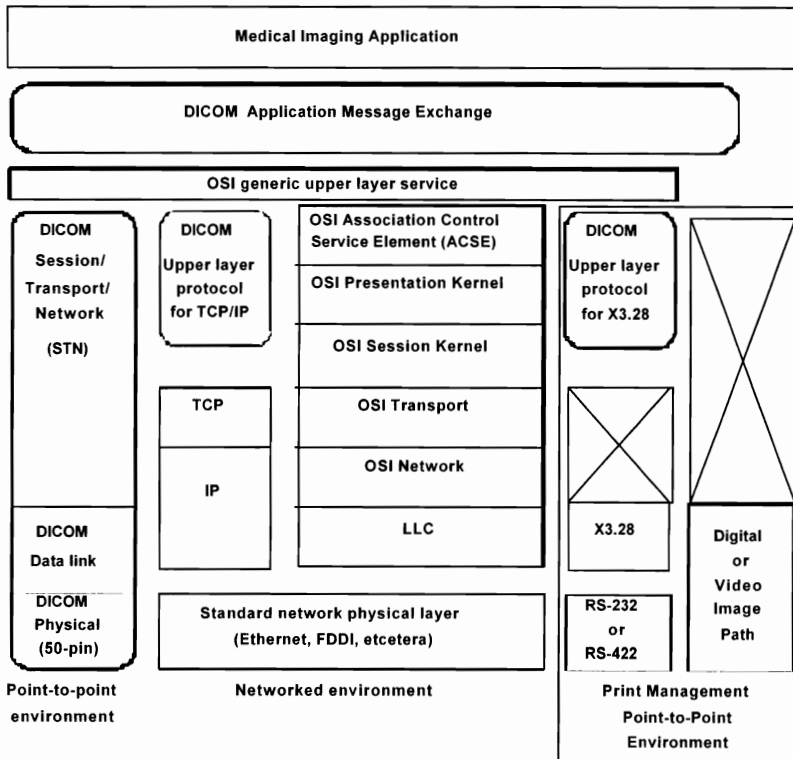 Medical Imaging Application
DICOM Application Message Exchange
OSI generic upper layer service
DICOM
Session/
Transport/
Network
(STN)
DICOM
Data link
DICOM
Physical
(50-pin)
Point-to-point
environment
DICOM
Upper layer
protocol
for TCP/IP
TCP
IP
OSI Association Control
Service Element (ACSE)
OSI Presentation Kernel
OSI Session Kernel
OSI Transport
OSI Network
LLC
Standard network physical layer
(Ethernet, FDDI, etcetera)
Networked environment
DICOM
Upper layer
protocol
for X3.28
X3.28
RS-232
or
RS-422
Digital
or
Video
Image
Path
Print Management
Point-to-Point
Environment